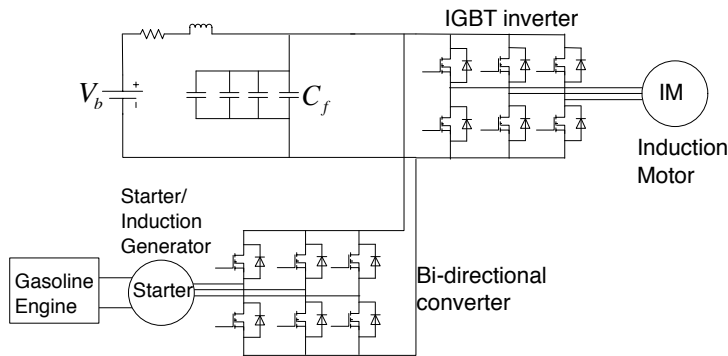 IGBT inverter
V_b
+
-
C_f
IM
Induction
Motor
Starter/
Induction
Generator
Gasoline
Engine
Starter
Bi-directional
converter